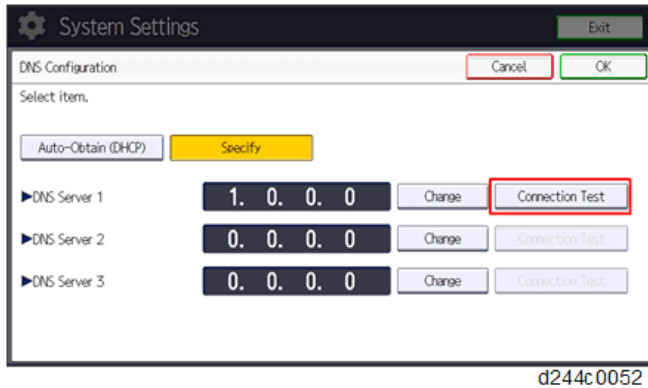 System Settings Exit
DNS Configuration Cancel OK
Select item.
Auto-Obtain (DHCP) Specify
►DNS Server 1 1. 0. 0. 0 Change Connection Test
►DNS Server 2 0. 0. 0. 0 Change Connection Test
►DNS Server 3 0. 0. 0. 0 Change Connection Test
d244c0052